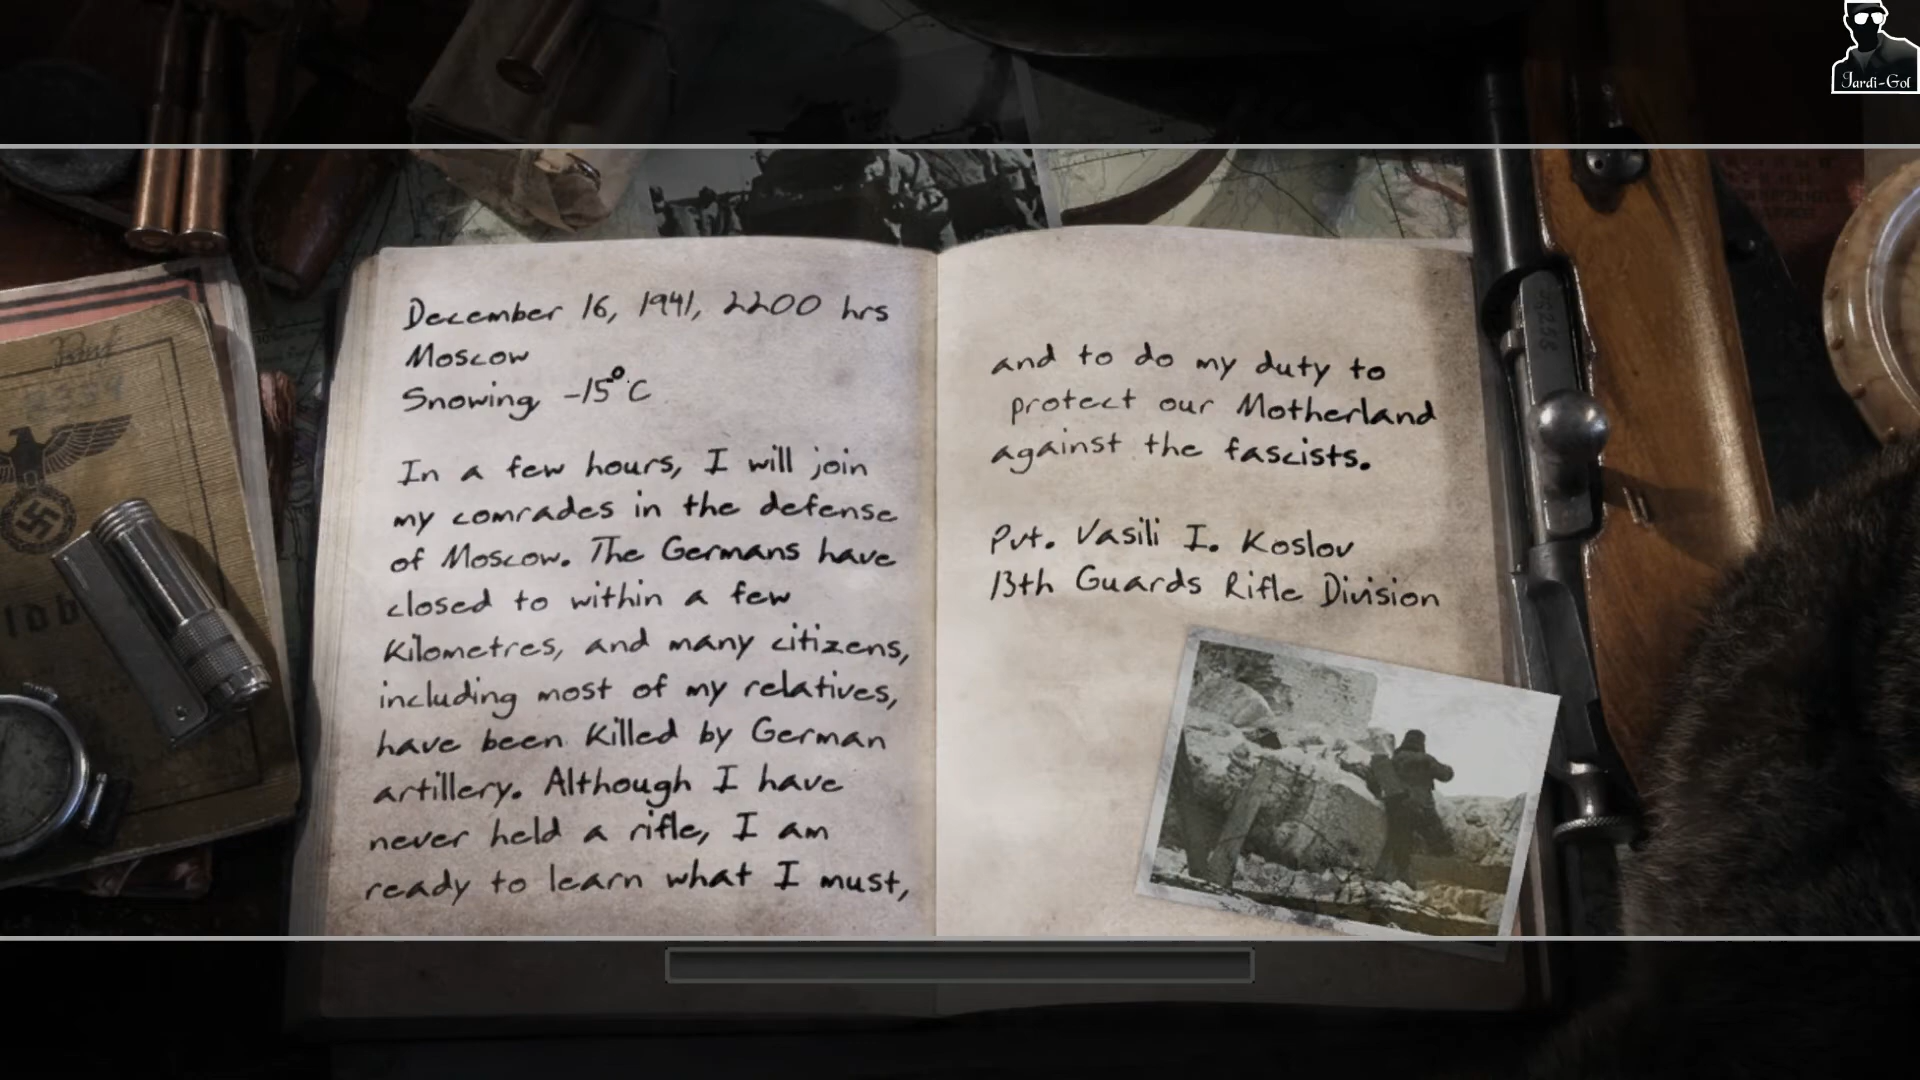 Jardi-Gol
December 16, 1941, 2200 hrs
Moscow
Snowing -15°C
In a few hours, I will join
my comrades in the defense
of Moscow. The Germans have
closed to within a few
kilometres, and many citizens,
including most of my relatives,
have been killed by German
artillery. Although I have
never held a rifle, I am
ready to learn what I must,
and to do my duty to
protect our Motherland
against the fascists.
Pvt. Vasili I. Koslov
13th Guards Rifle Division